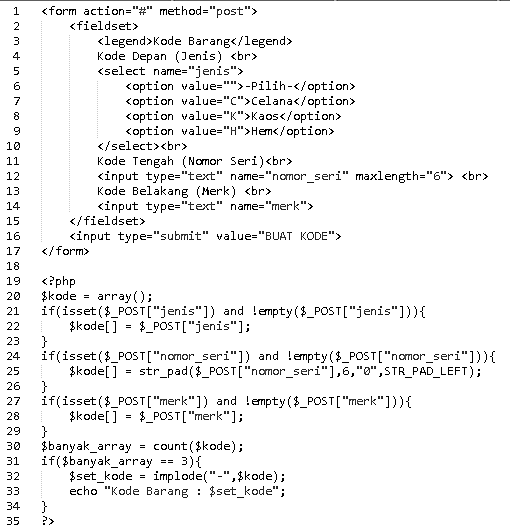 1 <form action="#" method="post">
2 <fieldset>
3 <legend>Kode Barang</legend>
4 Kode Depan (Jenis) <br>
5 <select name="jenis">
6 <option value="">-Pilih-</option>
7 <option value="C">Celana</option>
8 <option value="K">Kaos</option>
9 <option value="H">Hem</option>
10 </select><br>
11 Kode Tengah (Nomor Seri)<br>
12 <input type="text" name="nomor_seri" maxlength="6"> <br>
13 Kode Belakang (Merk) <br>
14 <input type="text" name="merk">
15 </fieldset>
16 <input type="submit" value="BUAT KODE">
17 </form>
18
19 <?php
20 $kode = array();
21 if(isset($_POST["jenis"]) and !empty($_POST["jenis"])){
22 $kode[] = $_POST["jenis"];
23 }
24 if(isset($_POST["nomor_seri"]) and !empty($_POST["nomor_seri"])){
25 $kode[] = str_pad($_POST["nomor_seri"],6,"0",STR_PAD_LEFT);
26 }
27 if(isset($_POST["merk"]) and !empty($_POST["merk"])){
28 $kode[] = $_POST["merk"];
29 }
30 $banyak_array = count($kode);
31 if($banyak_array == 3){
32 $set_kode = implode("-",$kode);
33 echo "Kode Barang : $set_kode";
34 }
35 ?>